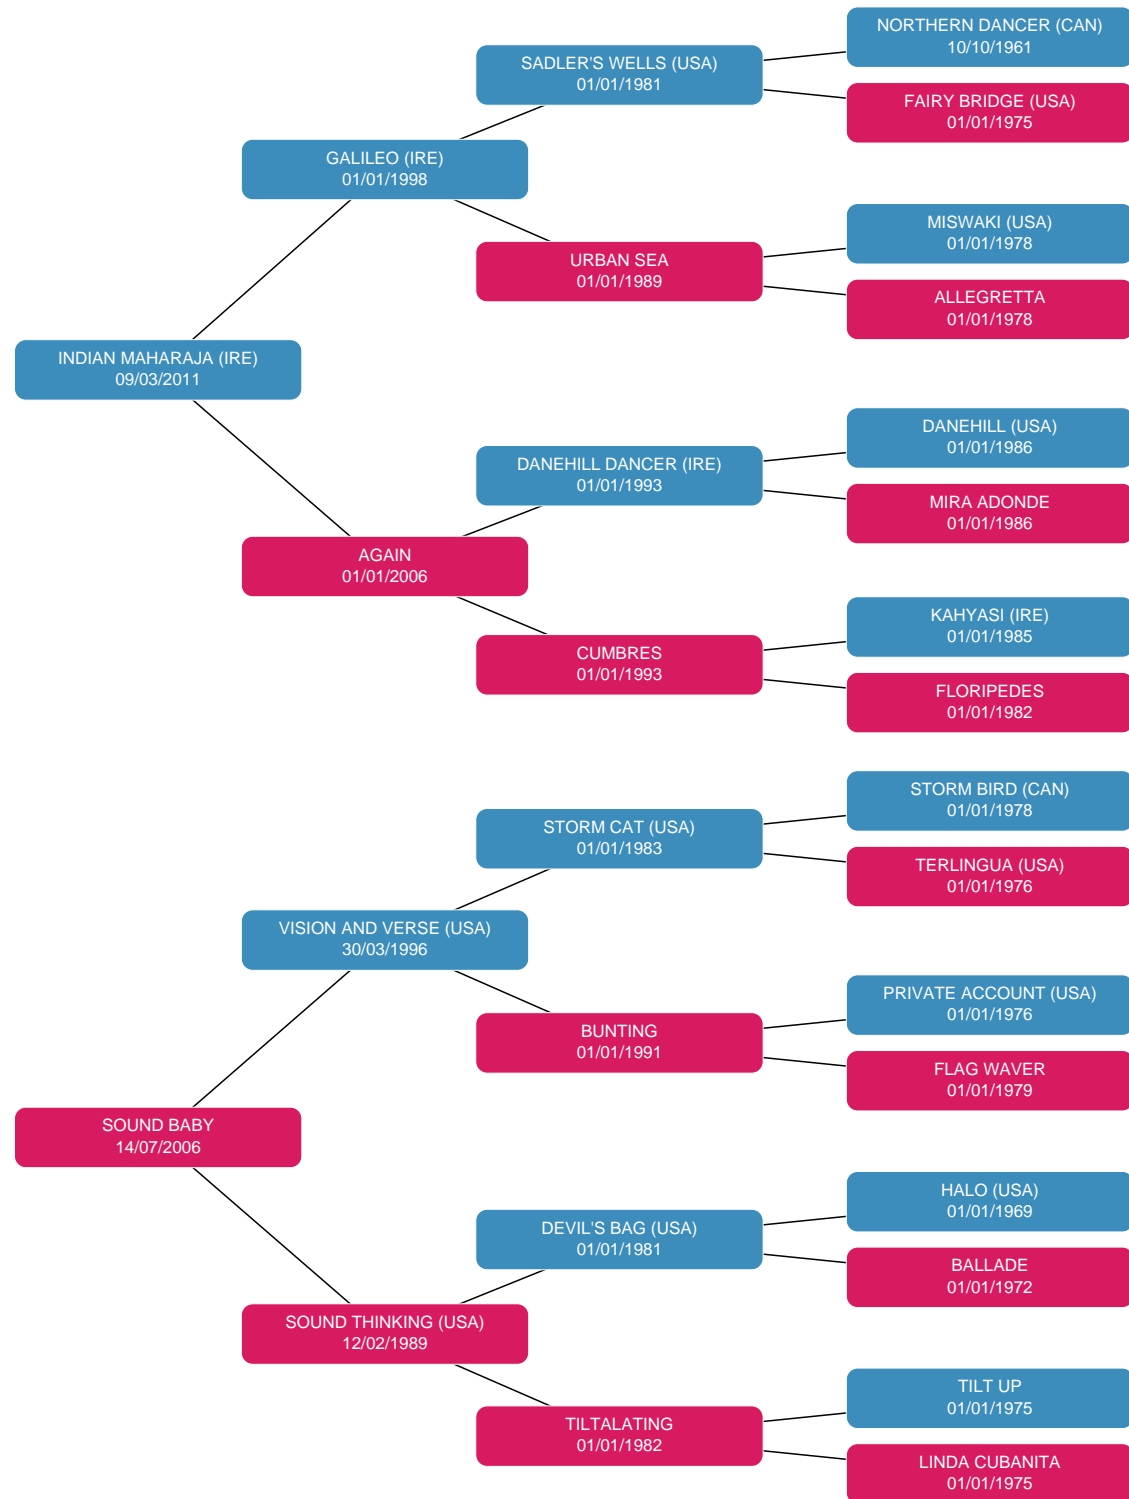 NORTHERN DANCER (CAN)
10/10/1961
SADLER'S WELLS (USA)
01/01/1981
FAIRY BRIDGE (USA)
01/01/1975
GALILEO (IRE)
01/01/1998
MISWAKI (USA)
01/01/1978
URBAN SEA
01/01/1989
ALLEGRETTA
01/01/1978
INDIAN MAHARAJA (IRE)
09/03/2011
DANEHILL (USA)
01/01/1986
DANEHILL DANCER (IRE)
01/01/1993
MIRA ADONDE
01/01/1986
AGAIN
01/01/2006
KAHYASI (IRE)
01/01/1985
CUMBRES
01/01/1993
FLORIPEDES
01/01/1982
STORM BIRD (CAN)
01/01/1978
STORM CAT (USA)
01/01/1983
TERLINGUA (USA)
01/01/1976
VISION AND VERSE (USA)
30/03/1996
PRIVATE ACCOUNT (USA)
01/01/1976
BUNTING
01/01/1991
FLAG WAVER
01/01/1979
SOUND BABY
14/07/2006
HALO (USA)
01/01/1969
DEVIL'S BAG (USA)
01/01/1981
BALLADE
01/01/1972
SOUND THINKING (USA)
12/02/1989
TILT UP
01/01/1975
TILTALATING
01/01/1982
LINDA CUBANITA
01/01/1975